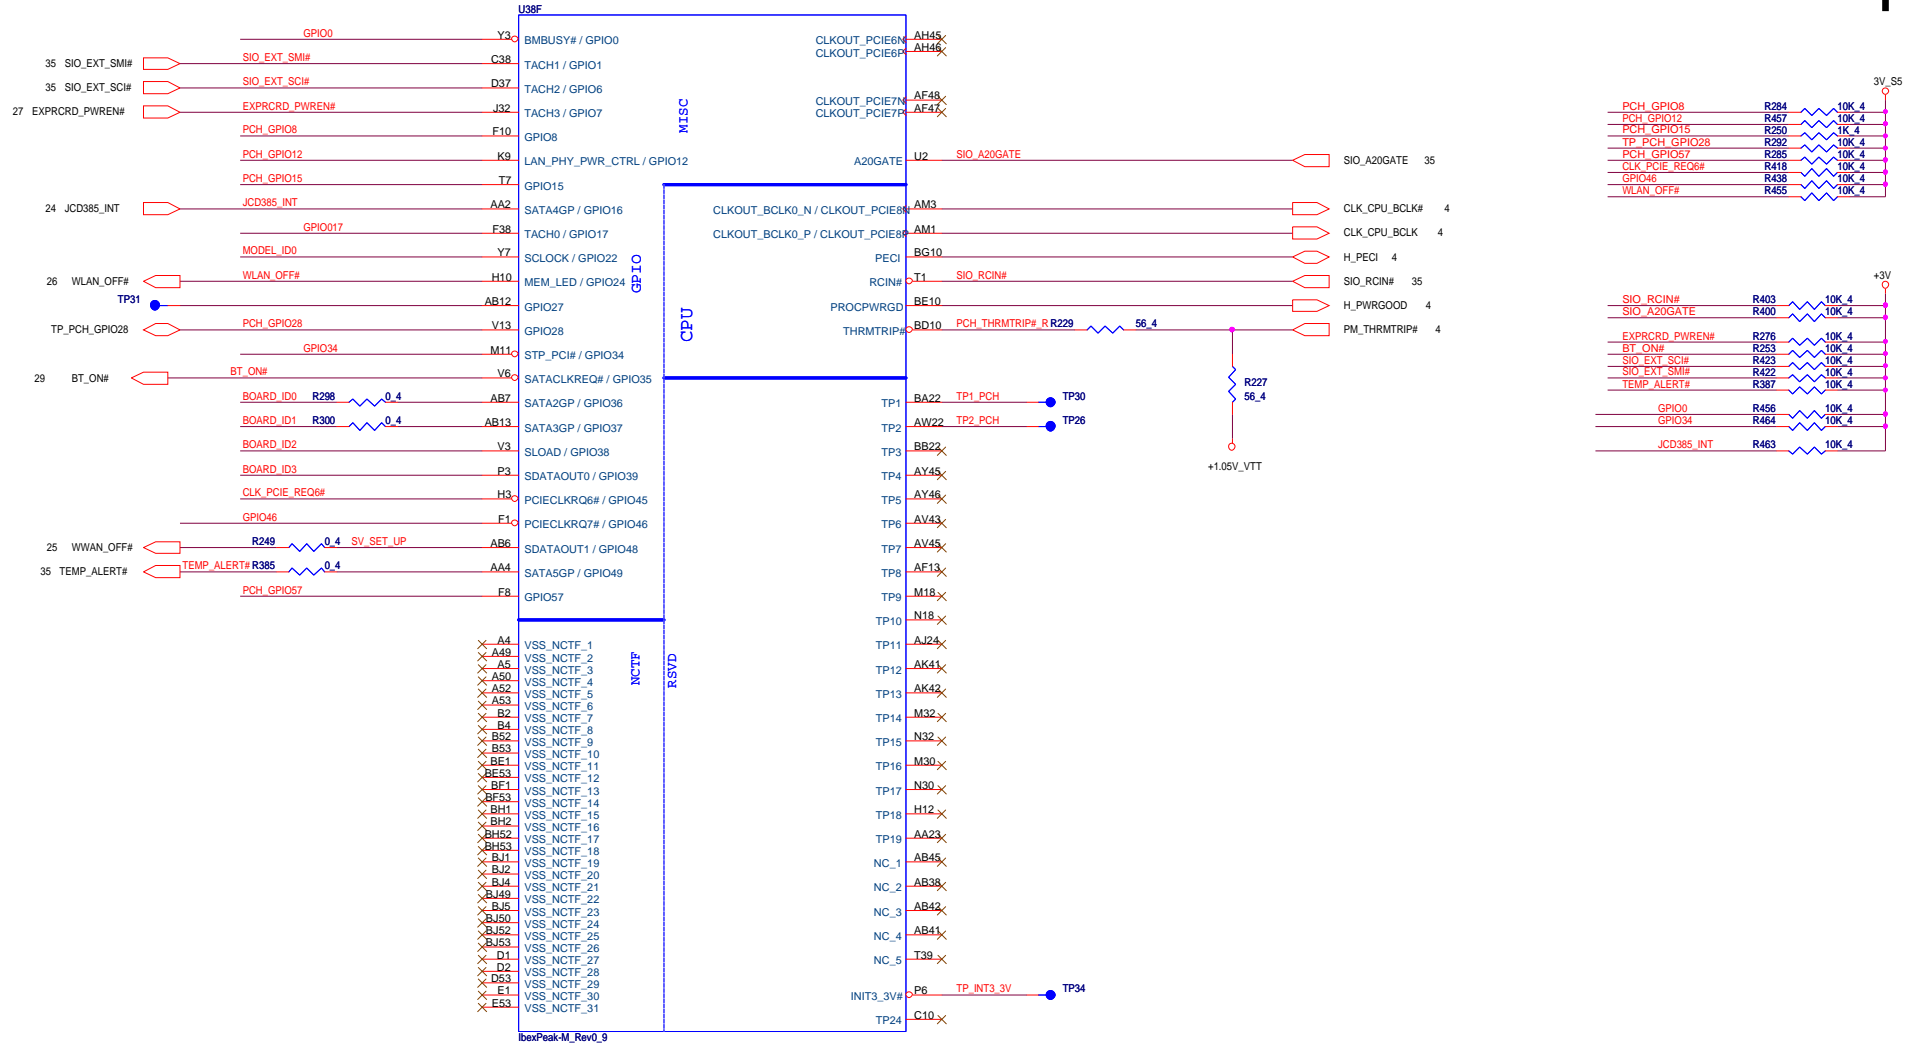 U38F
GPIO0 Y3 BMBUSY# / GPIO0
35 SIO_EXT_SMI# SIO_EXT_SMI# C38 TACH1 / GPIO1
35 SIO_EXT_SCI# SIO_EXT_SCI# D37 TACH2 / GPIO6
27 EXPRCRD_PWREN# EXPRCRD_PWREN# J32 TACH3 / GPIO7
PCH_GPIO8 F10 GPIO8
PCH_GPIO12 K9 LAN_PHY_PWR_CTRL / GPIO12
PCH_GPIO15 T7 GPIO15
24 JCD385_INT JCD385_INT AA2 SATA4GP / GPIO16
GPIO017 F38 TACH0 / GPIO17
MODEL_ID0 Y7 SCLOCK / GPIO22
26 WLAN_OFF# WLAN_OFF# H10 MEM_LED / GPIO24
TP31 AB12 GPIO27
TP_PCH_GPIO28 PCH_GPIO28 V13 GPIO28
GPIO34 M11 STP_PCI# / GPIO34
29 BT_ON# BT_ON# V6 SATACLKREQ# / GPIO35
BOARD_ID0 R298 0_4 AB7 SATA2GP / GPIO36
BOARD_ID1 R300 0_4 AB13 SATA3GP / GPIO37
BOARD_ID2 V3 SLOAD / GPIO38
BOARD_ID3 P3 SDATAOUT0 / GPIO39
CLK_PCIE_REQ6# H3 PCIECLKRQ6# / GPIO45
GPIO46 F1 PCIECLKRQ7# / GPIO46
25 WWAN_OFF# R249 0_4 SV_SET_UP AB6 SDATAOUT1 / GPIO48
35 TEMP_ALERT# TEMP_ALERT# R385 0_4 AA4 SATA5GP / GPIO49
PCH_GPIO57 F8 GPIO57
A4 VSS_NCTF_1
A49 VSS_NCTF_2
A5 VSS_NCTF_3
A50 VSS_NCTF_4
A52 VSS_NCTF_5
A53 VSS_NCTF_6
B2 VSS_NCTF_7
B4 VSS_NCTF_8
B52 VSS_NCTF_9
B53 VSS_NCTF_10
BE1 VSS_NCTF_11
BE53 VSS_NCTF_12
BF1 VSS_NCTF_13
BF53 VSS_NCTF_14
BH1 VSS_NCTF_15
BH2 VSS_NCTF_16
BH52 VSS_NCTF_17
BH53 VSS_NCTF_18
BJ1 VSS_NCTF_19
BJ2 VSS_NCTF_20
BJ4 VSS_NCTF_21
BJ49 VSS_NCTF_22
BJ5 VSS_NCTF_23
BJ50 VSS_NCTF_24
BJ52 VSS_NCTF_25
BJ53 VSS_NCTF_26
D1 VSS_NCTF_27
D2 VSS_NCTF_28
D53 VSS_NCTF_29
E1 VSS_NCTF_30
E53 VSS_NCTF_31
IbexPeak-M_Rev0_9
MISC
GPIO
CPU
NCTF
RSVD
CLKOUT_PCIE6N AH45
CLKOUT_PCIE6P AH46
CLKOUT_PCIE7N AF48
CLKOUT_PCIE7P AF47
A20GATE U2 SIO_A20GATE SIO_A20GATE 35
CLKOUT_BCLK0_N / CLKOUT_PCIE8N AM3 CLK_CPU_BCLK# 4
CLKOUT_BCLK0_P / CLKOUT_PCIE8P AM1 CLK_CPU_BCLK 4
PECI BG10 H_PECI 4
RCIN# T1 SIO_RCIN# SIO_RCIN# 35
PROCPWRGD BE10 H_PWRGOOD 4
THRMTRIP# BD10 PCH_THRMTRIP#_R R229 56_4 PM_THRMTRIP# 4
R227
56_4
+1.05V_VTT
TP1 BA22 TP1_PCH TP30
TP2 AW22 TP2_PCH TP26
TP3 BB22
TP4 AY45
TP5 AY46
TP6 AV43
TP7 AV45
TP8 AF13
TP9 M18
TP10 N18
TP11 AJ24
TP12 AK41
TP13 AK42
TP14 M32
TP15 N32
TP16 M30
TP17 N30
TP18 H12
TP19 AA23
NC_1 AB45
NC_2 AB38
NC_3 AB42
NC_4 AB41
NC_5 T39
INIT3_3V# P6 TP_INT3_3V TP34
TP24 C10
3V_S5
PCH_GPIO8 R284 10K_4
PCH_GPIO12 R457 10K_4
PCH_GPIO15 R250 1K_4
TP_PCH_GPIO28 R292 10K_4
PCH_GPIO57 R285 10K_4
CLK_PCIE_REQ6# R418 10K_4
GPIO46 R438 10K_4
WLAN_OFF# R455 10K_4
+3V
SIO_RCIN# R403 10K_4
SIO_A20GATE R400 10K_4
EXPRCRD_PWREN# R276 10K_4
BT_ON# R253 10K_4
SIO_EXT_SCI# R423 10K_4
SIO_EXT_SMI# R422 10K_4
TEMP_ALERT# R387 10K_4
GPIO0 R456 10K_4
GPIO34 R464 10K_4
JCD385_INT R463 10K_4